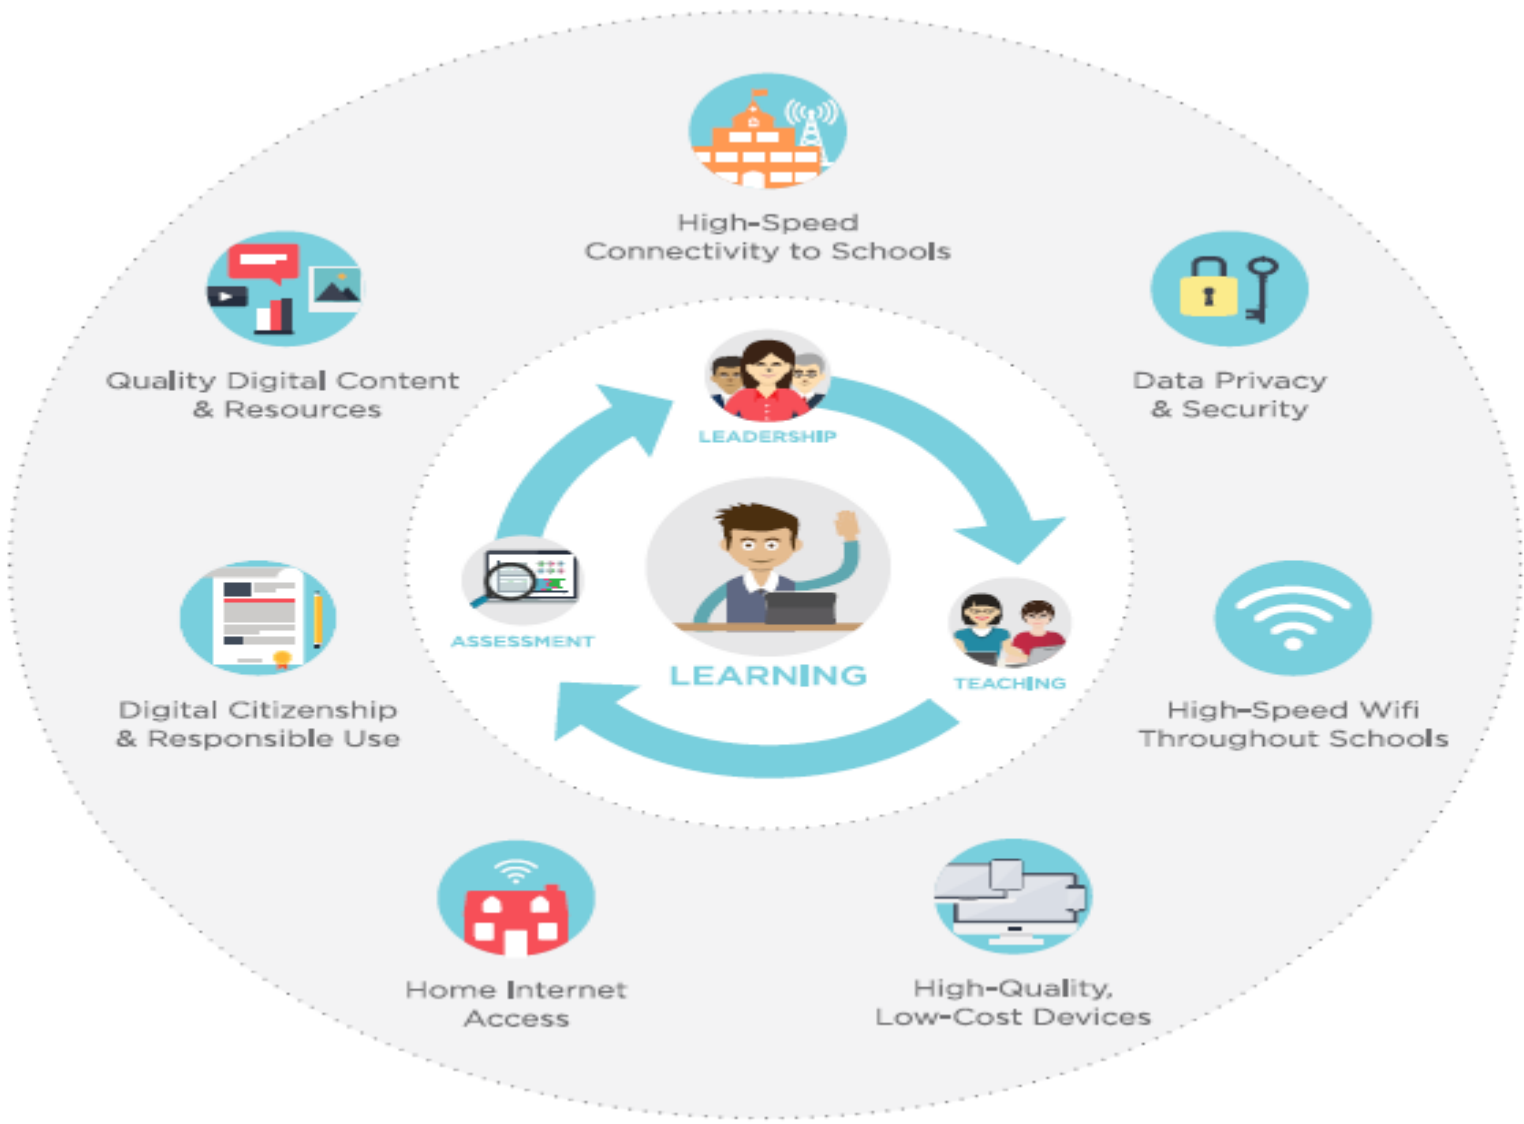 High-Speed
Connectivity to Schools
Quality Digital Content
& Resources
Data Privacy
& Security
LEADERSHIP
ASSESSMENT
LEARNING
TEACHING
Digital Citizenship
& Responsible Use
High-Speed Wifi
Throughout Schools
Home Internet
Access
High-Quality,
Low-Cost Devices